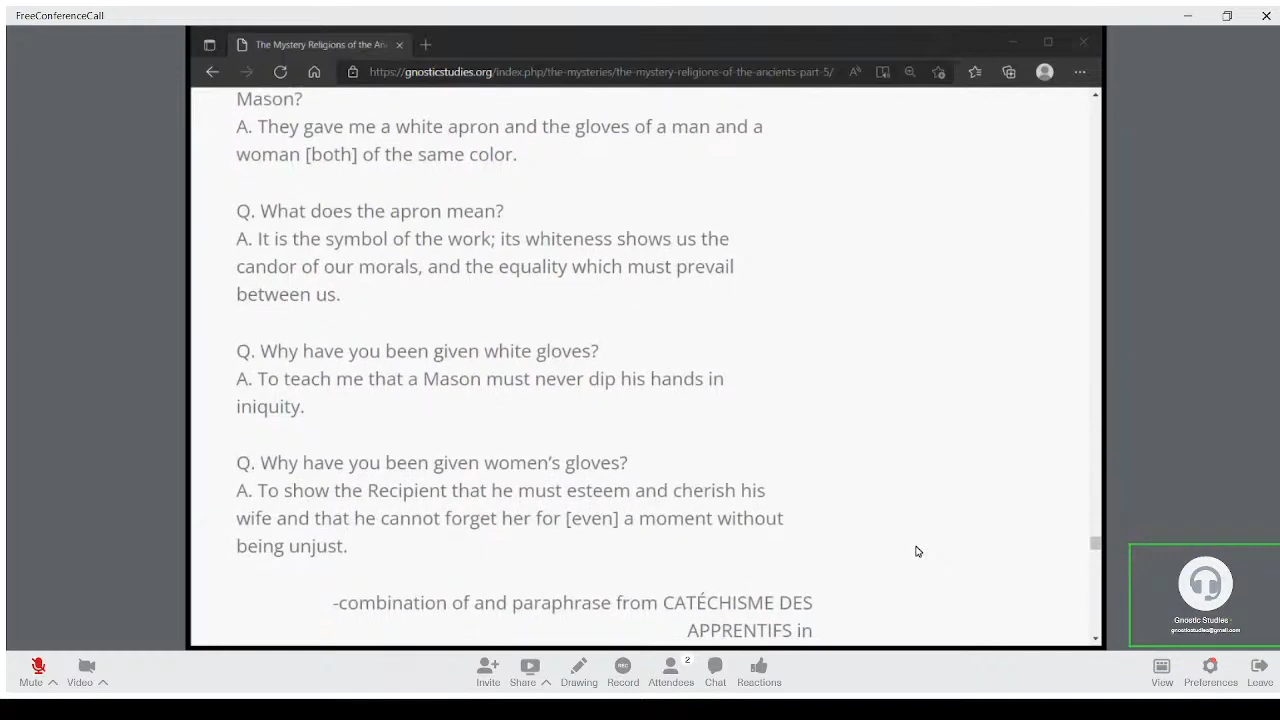 FreeConferenceCall
The Mystery Religions of the An
https://gnosticstudies.org/index.php/the-mysteries/the-mystery-religions-of-the-ancients-part-5/
Mason?
A. They gave me a white apron and the gloves of a man and a
woman [both] of the same color.
Q. What does the apron mean?
A. It is the symbol of the work; its whiteness shows us the
candor of our morals, and the equality which must prevail
between us.
Q. Why have you been given white gloves?
A. To teach me that a Mason must never dip his hands in
iniquity.
Q. Why have you been given women’s gloves?
A. To show the Recipient that he must esteem and cherish his
wife and that he cannot forget her for [even] a moment without
being unjust.
-combination of and paraphrase from CATÉCHISME DES
APPRENTIFS in
Gnostic Studies -
gnosticstudies@gmail.com
REC
2
Mute
Video
Invite
Share
Drawing
Record
Attendees
Chat
Reactions
View
Preferences
Leave